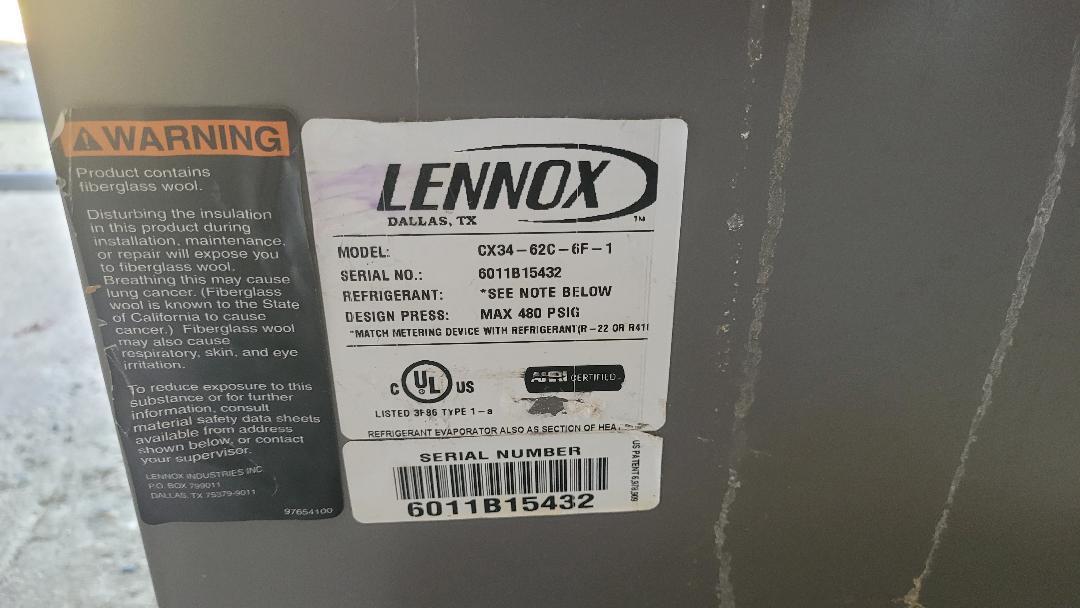 WARNING
Product contains
fiberglass wool.
Disturbing the insulation
in this product during
installation, maintenance,
or repair will expose you
to fiberglass wool.
Breathing this may cause
lung cancer. (Fiberglass
wool is known to the State
of California to cause
cancer.) Fiberglass wool
may also cause
respiratory, skin, and eye
irritation.
To reduce exposure to this
substance or for further
information, consult
material safety data sheets
available from address
shown below, or contact
your supervisor.
LENNOX INDUSTRIES INC
P.O. BOX 799011
DALLAS, TX 75379-9011
97654100
LENNOX
TM
DALLAS, TX
MODEL: CX34-62C-6F-1
SERIAL NO.: 6011B15432
REFRIGERANT: *SEE NOTE BELOW
DESIGN PRESS: MAX 480 PSIG
*MATCH METERING DEVICE WITH REFRIGERANT(R-22 OR R41
C UL US
AHRI CERTIFIED
LISTED 3F86 TYPE 1-a
REFRIGERANT EVAPORATOR ALSO AS SECTION OF HEA
SERIAL NUMBER
6011B15432
US PATENT 6,378,909